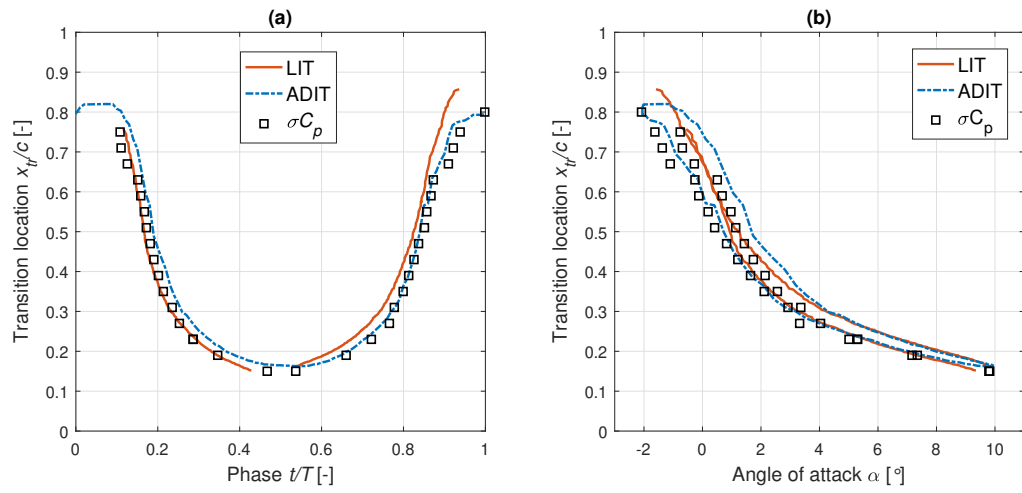 (a)
Transition location x_tr/c [-]
1
0.9
0.8
0.7
0.6
0.5
0.4
0.3
0.2
0.1
0
LIT
ADIT
σC_p
0 0.2 0.4 0.6 0.8 1
Phase t/T [-]
(b)
Transition location x_tr/c [-]
1
0.9
0.8
0.7
0.6
0.5
0.4
0.3
0.2
0.1
0
LIT
ADIT
σC_p
-2 0 2 4 6 8 10
Angle of attack α [°]